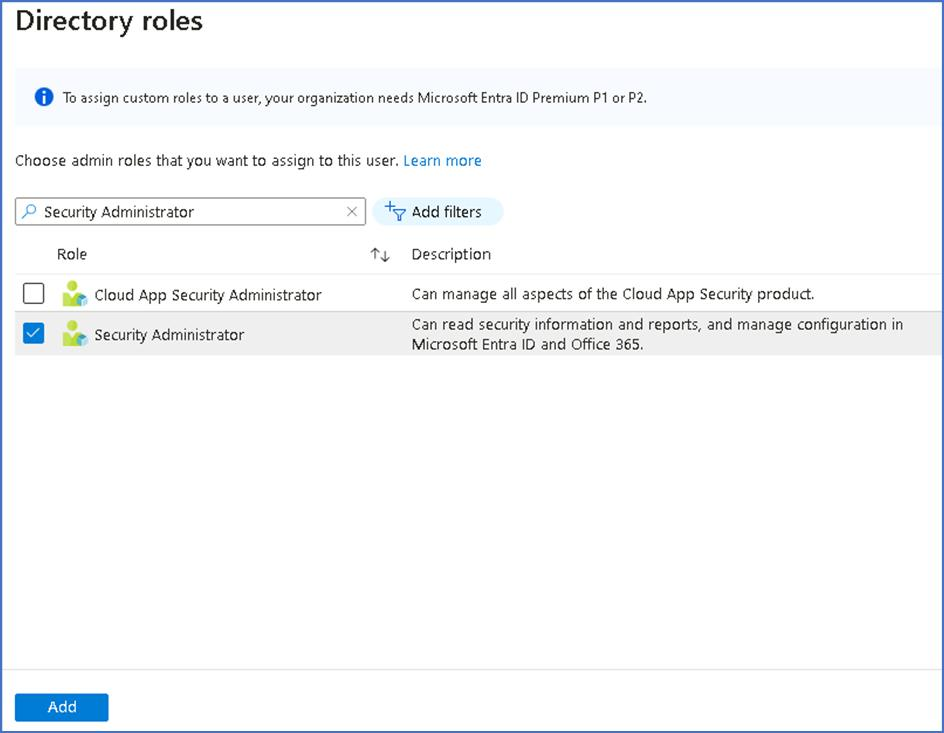 Directory roles
To assign custom roles to a user, your organization needs Microsoft Entra ID Premium P1 or P2.
Choose admin roles that you want to assign to this user. Learn more
Security Administrator Add filters
Role Description
Cloud App Security Administrator Can manage all aspects of the Cloud App Security product.
Security Administrator Can read security information and reports, and manage configuration in
Microsoft Entra ID and Office 365.
Add